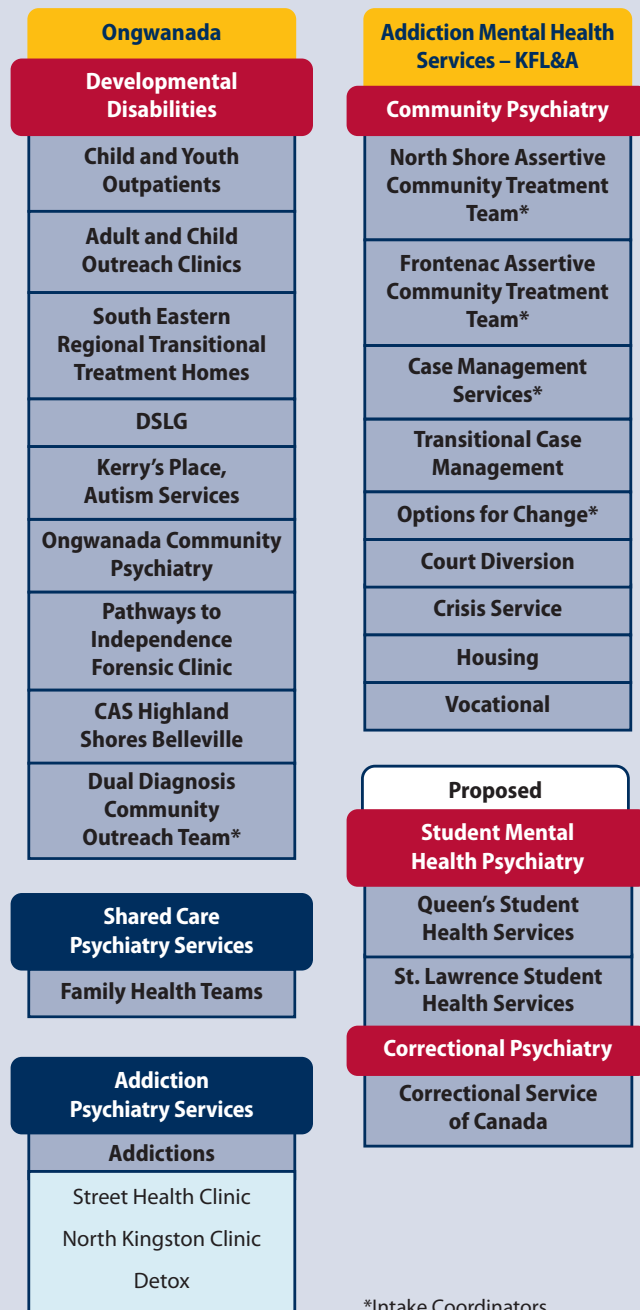 Ongwanada
Developmental
Disabilities
Child and Youth
Outpatients
Adult and Child
Outreach Clinics
South Eastern
Regional Transitional
Treatment Homes
DSLG
Kerry's Place,
Autism Services
Ongwanada Community
Psychiatry
Pathways to
Independence
Forensic Clinic
CAS Highland
Shores Belleville
Dual Diagnosis
Community
Outreach Team*
Shared Care
Psychiatry Services
Family Health Teams
Addiction
Psychiatry Services
Addictions
Street Health Clinic
North Kingston Clinic
Detox
Addiction Mental Health
Services – KFL&A
Community Psychiatry
North Shore Assertive
Community Treatment
Team*
Frontenac Assertive
Community Treatment
Team*
Case Management
Services*
Transitional Case
Management
Options for Change*
Court Diversion
Crisis Service
Housing
Vocational
Proposed
Student Mental
Health Psychiatry
Queen's Student
Health Services
St. Lawrence Student
Health Services
Correctional Psychiatry
Correctional Service
of Canada
*Intake Coordinators